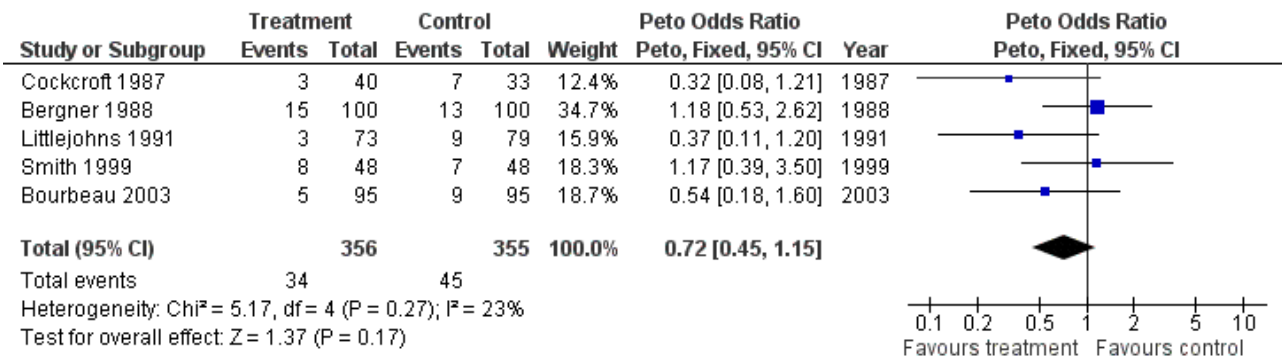 Treatment Control Peto Odds Ratio Peto Odds Ratio
Study or Subgroup Events Total Events Total Weight Peto, Fixed, 95% CI Year Peto, Fixed, 95% CI
Cockcroft 1987 3 40 7 33 12.4% 0.32 [0.08, 1.21] 1987
Bergner 1988 15 100 13 100 34.7% 1.18 [0.53, 2.62] 1988
Littlejohns 1991 3 73 9 79 15.9% 0.37 [0.11, 1.20] 1991
Smith 1999 8 48 7 48 18.3% 1.17 [0.39, 3.50] 1999
Bourbeau 2003 5 95 9 95 18.7% 0.54 [0.18, 1.60] 2003
Total (95% CI) 356 355 100.0% 0.72 [0.45, 1.15]
Total events 34 45
Heterogeneity: Chi² = 5.17, df = 4 (P = 0.27); I² = 23%
Test for overall effect: Z = 1.37 (P = 0.17)
0.1 0.2 0.5 1 2 5 10
Favours treatment Favours control